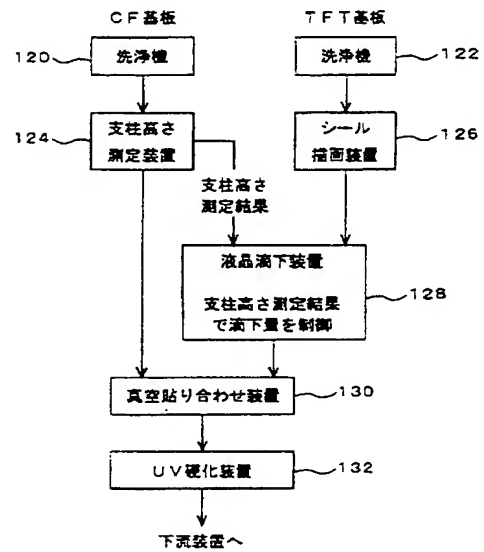 CF基板
TFT基板
120
洗浄機
洗浄機
122
124
支柱高さ
測定装置
シール
描画装置
126
支柱高さ
測定結果
液晶滴下装置
支柱高さ測定結果
で滴下量を制御
128
真空貼り合わせ装置
130
UV硬化装置
132
下流装置へ